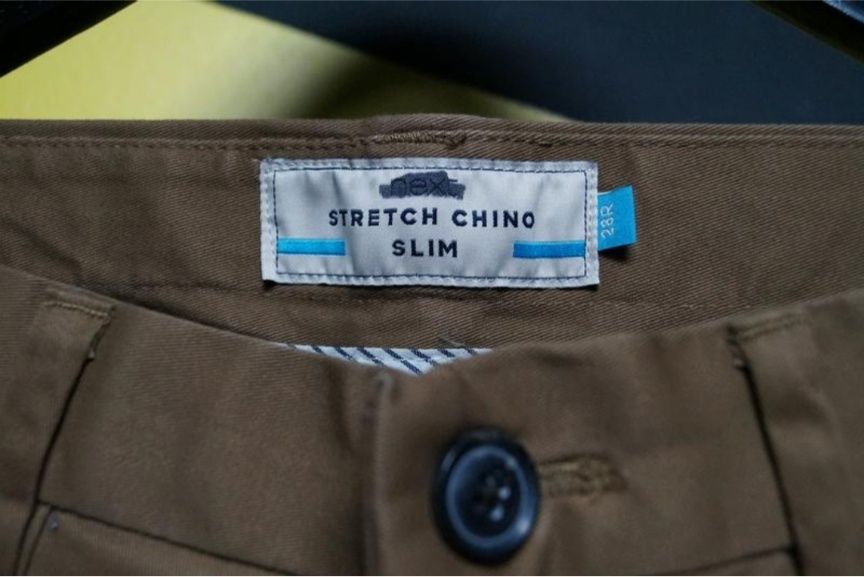 next
STRETCH CHINO
SLIM
28R